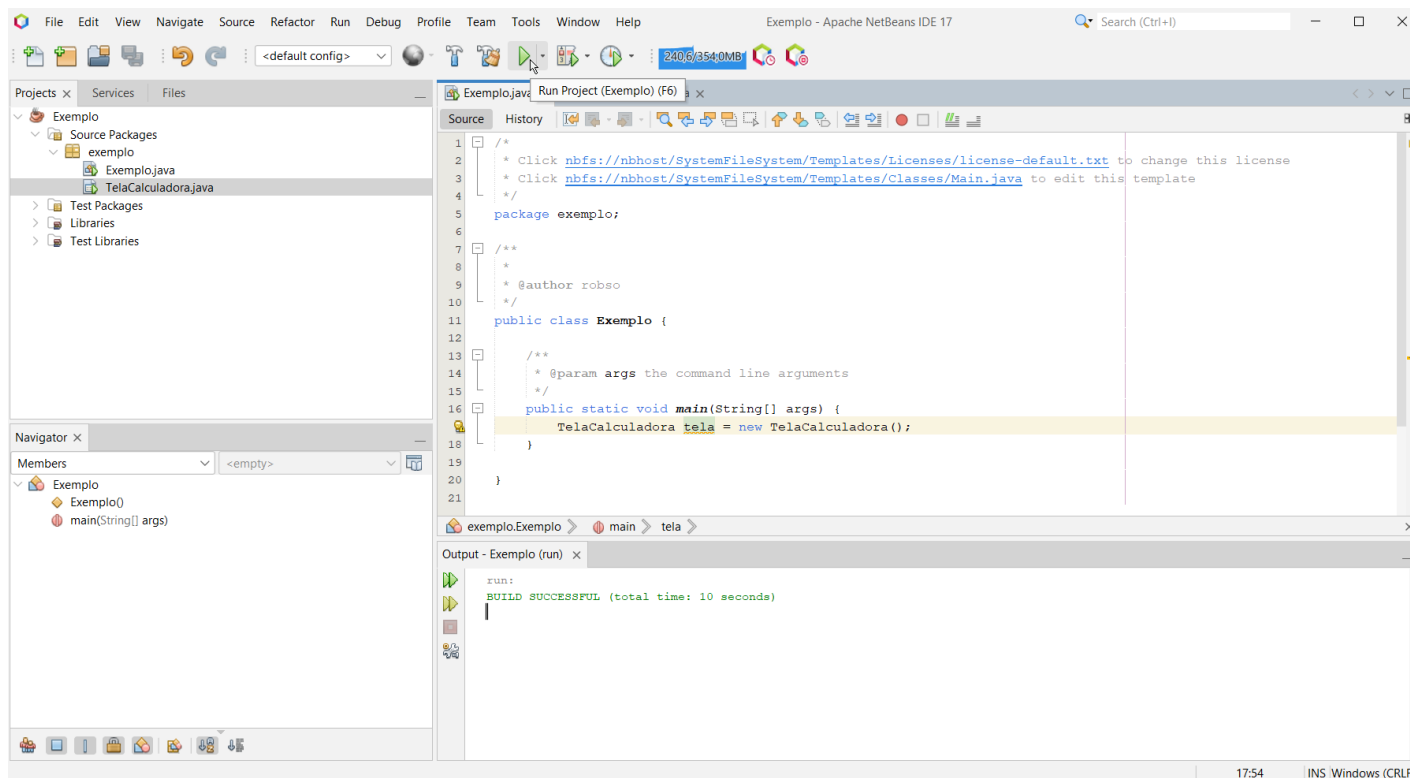 File Edit View Navigate Source Refactor Run Debug Profile Team Tools Window Help
Exemplo - Apache NetBeans IDE 17
Search (Ctrl+I)
<default config>
240,6/354,0MB
Run Project (Exemplo) (F6)
Projects Services Files
Exemplo
Source Packages
exemplo
Exemplo.java
TelaCalculadora.java
Test Packages
Libraries
Test Libraries
Navigator
Members <empty>
Exemplo
Exemplo()
main(String[] args)
Exemplo.java
Source History
1 /*
2 * Click nbfs://nbhost/SystemFileSystem/Templates/Licenses/license-default.txt to change this license
3 * Click nbfs://nbhost/SystemFileSystem/Templates/Classes/Main.java to edit this template
4 */
5 package exemplo;
6
7 /**
8 *
9 * @author robso
10 */
11 public class Exemplo {
12
13 /**
14 * @param args the command line arguments
15 */
16 public static void main(String[] args) {
TelaCalculadora tela = new TelaCalculadora();
18 }
19
20 }
21
exemplo.Exemplo main tela
Output - Exemplo (run)
run:
BUILD SUCCESSFUL (total time: 10 seconds)
17:54 INS Windows (CRLF